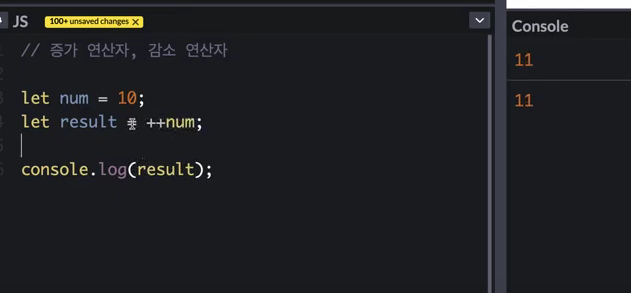 JS
100+ unsaved changes ×
Console
// 증가 연산자, 감소 연산자
let num = 10;
let result = ++num;
console.log(result);
11
11